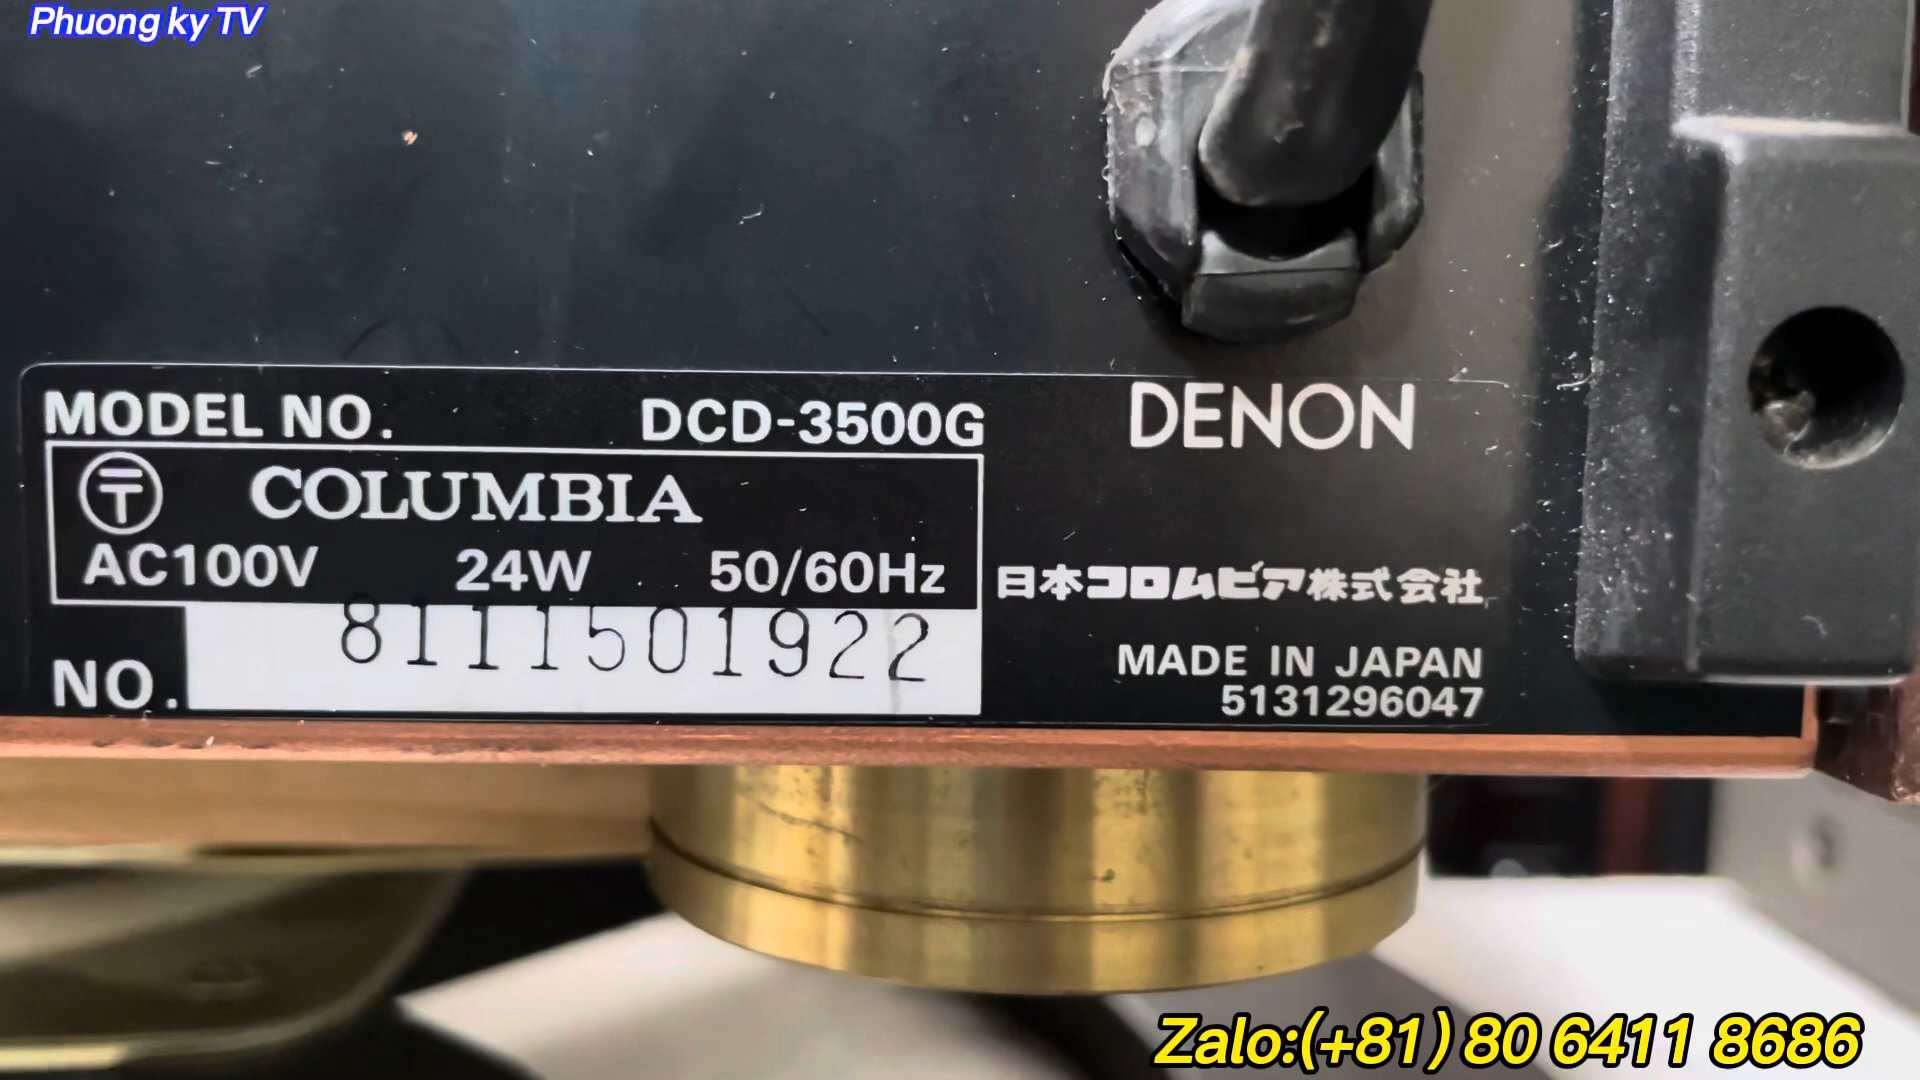 Phuong ky TV
MODEL NO. DCD-3500G
DENON
〒 COLUMBIA
AC100V 24W 50/60Hz
日本コロムビア株式会社
8111501922
NO.
MADE IN JAPAN
5131296047
Zalo:(+81) 80 6411 8686